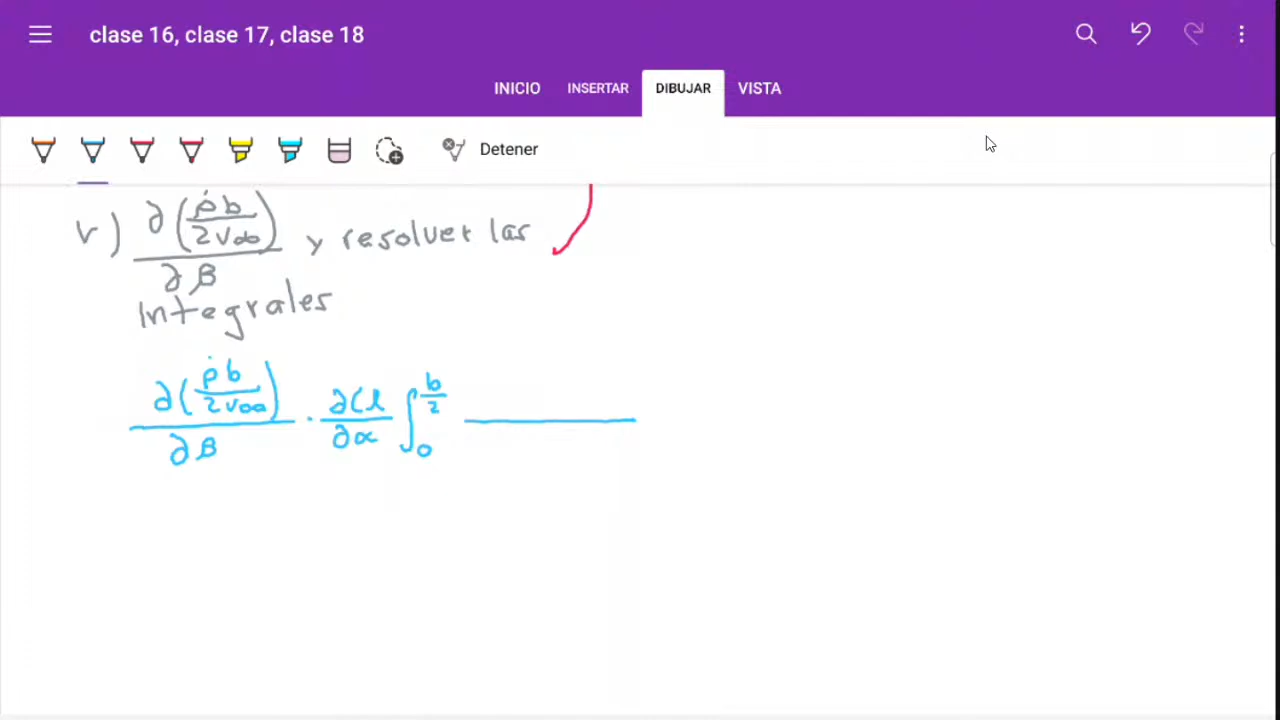 clase 16, clase 17, clase 18
INICIO INSERTAR DIBUJAR VISTA
Detener
v) ∂(ṗb/2V∞)/∂β y resolver las
integrales
∂(ṗb/2V∞)/∂β · ∂Cl/∂α ∫₀^(b/2) ―――